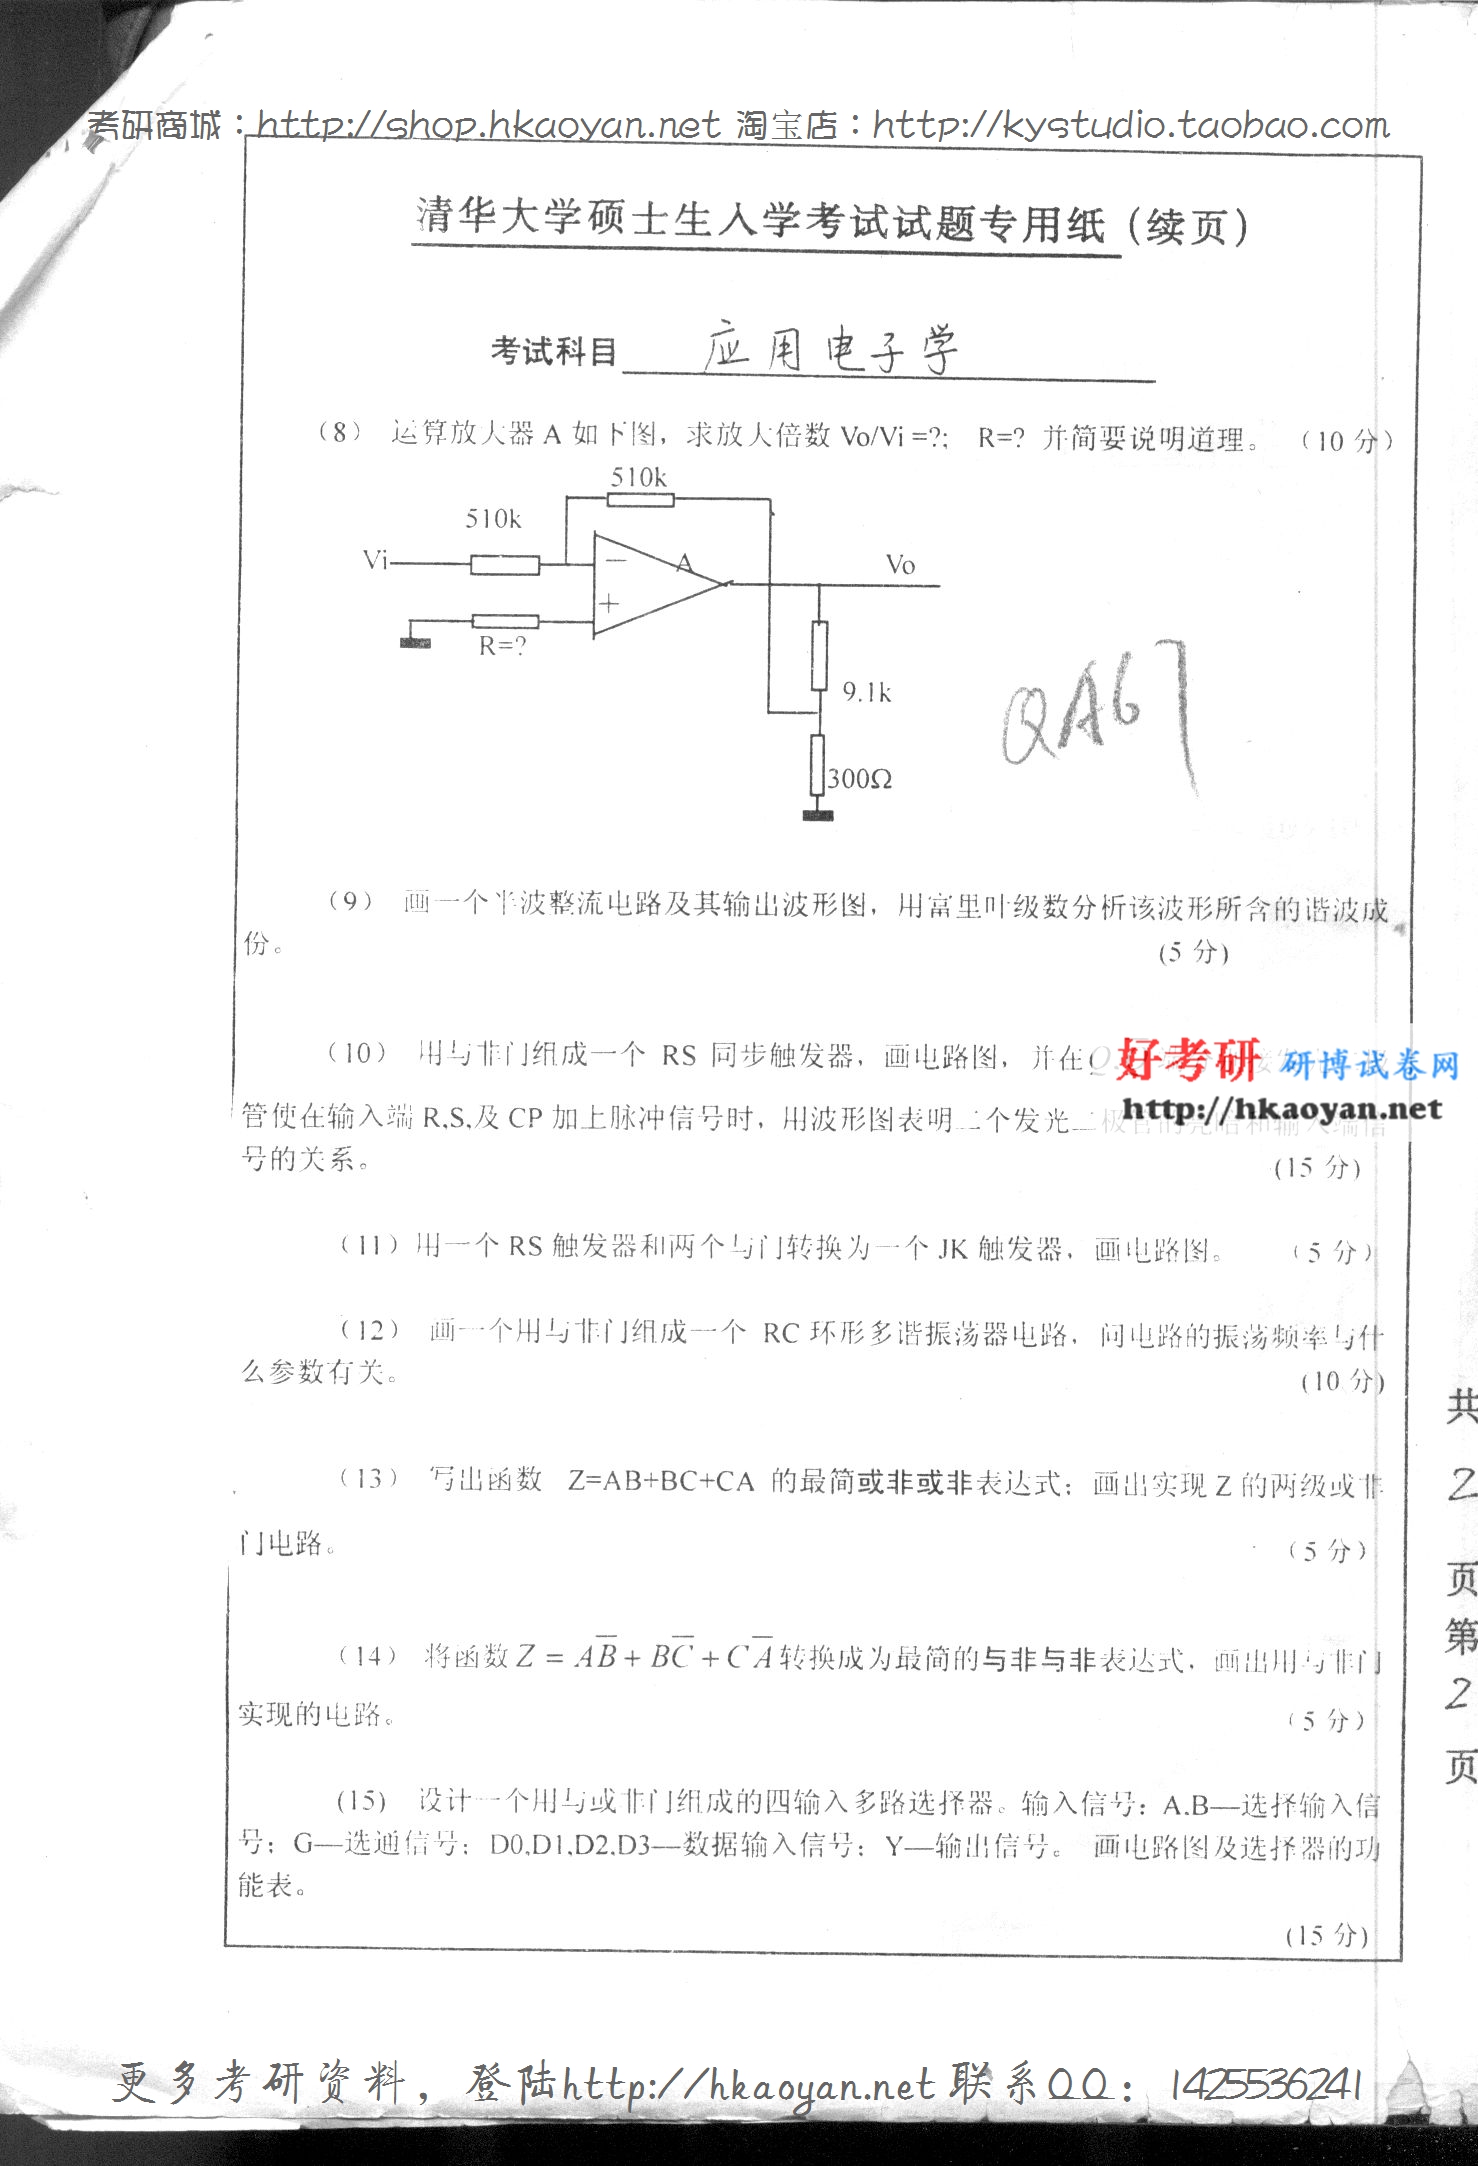 考研商城：http://shop.hkaoyan.net 淘宝店：http://kystudio.taobao.com
清华大学硕士生入学考试试题专用纸（续页）
考试科目 应用电子学
（8） 运算放大器 A 如下图，求放大倍数 Vo/Vi =?; R=? 并简要说明道理。 （10 分）
510k
510k
Vi
− A
Vo
+
R=?
9.1k
QA67
300Ω
（9） 画一个半波整流电路及其输出波形图，用富里叶级数分析该波形所含的谐波成
份。 (5 分)
（10） 用与非门组成一个 RS 同步触发器，画电路图，并在Q
好考研 研博试卷网
http://hkaoyan.net
管使在输入端 R,S,及 CP 加上脉冲信号时，用波形图表明二个发光二极管的亮暗和输入端信
号的关系。 (15 分)
（11）用一个 RS 触发器和两个与门转换为一个 JK 触发器，画电路图。 （5 分）
（12） 画一个用与非门组成一个 RC 环形多谐振荡器电路，问电路的振荡频率与什
么参数有关。 (10 分)
（13） 写出函数 Z=AB+BC+CA 的最简或非或非表达式；画出实现 Z 的两级或非
门电路。 （5 分）
（14） 将函数 Z = AB̅ + BC̅ + CA̅ 转换成为最简的与非与非表达式，画出用与非门
实现的电路。 （5 分）
(15) 设计一个用与或非门组成的四输入多路选择器。输入信号：A.B—选择输入信
号；G—选通信号；D0,D1,D2,D3—数据输入信号；Y—输出信号。 画电路图及选择器的功
能表。
(15 分)
共
2
页
第
2
页
更多考研资料，登陆http://hkaoyan.net 联系QQ：1425536241